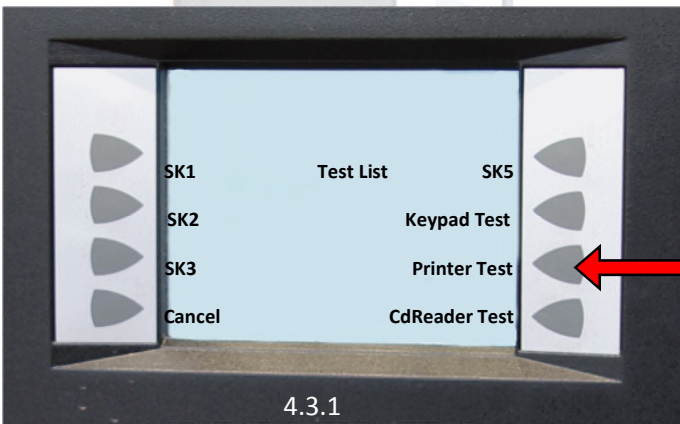 SK1 Test List SK5
SK2 Keypad Test
SK3 Printer Test
Cancel CdReader Test
4.3.1